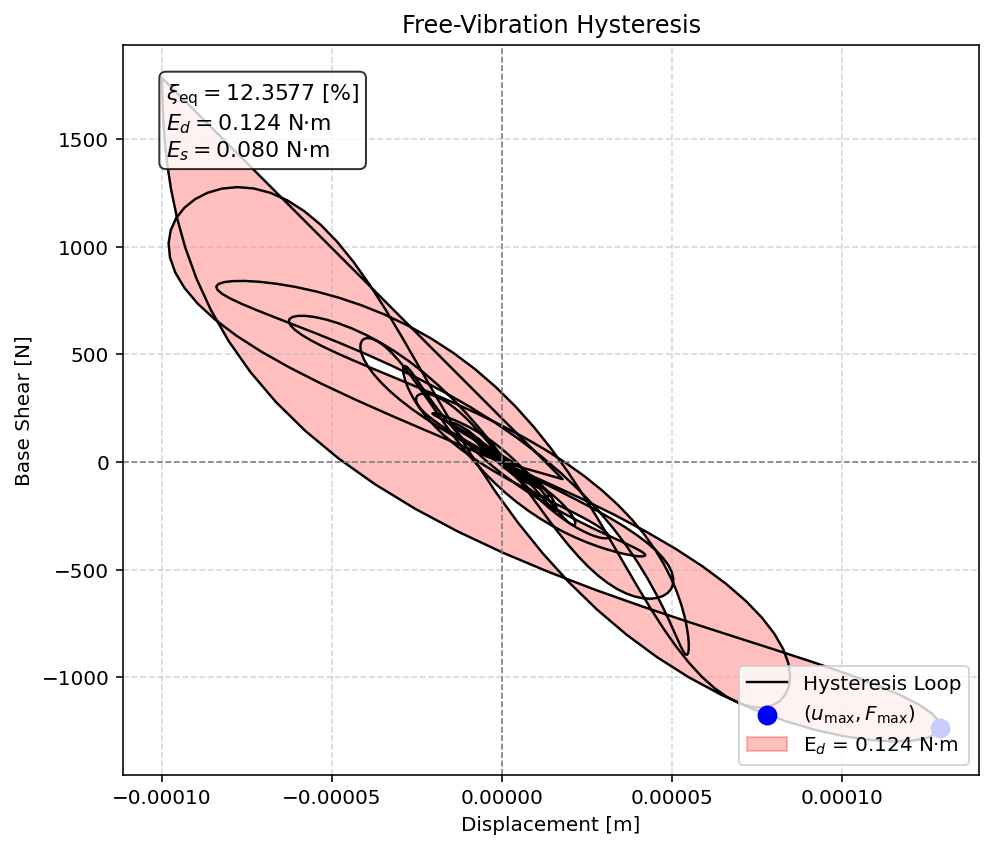 Free-Vibration Hysteresis
ξeq = 12.3577 [%]
Ed = 0.124 N·m
Es = 0.080 N·m
1500
1000
500
0
−500
−1000
Base Shear [N]
Hysteresis Loop
(umax, Fmax)
Ed = 0.124 N·m
−0.00010 −0.00005 0.00000 0.00005 0.00010
Displacement [m]